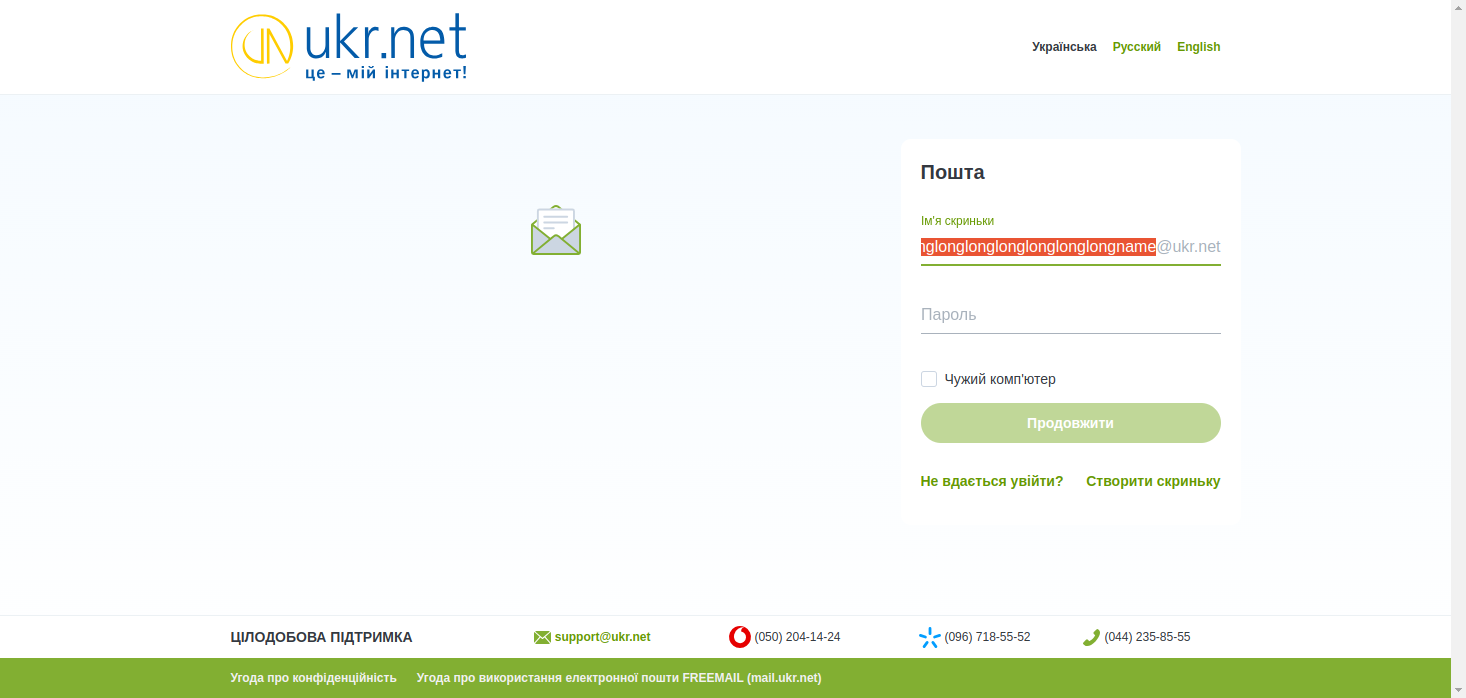 ukr.net
це – мій інтернет!
Українська Русский English
Пошта
Ім'я скриньки
nglonglonglonglonglonglongname@ukr.net
Пароль
Чужий комп'ютер
Продовжити
Не вдається увійти? Створити скриньку
ЦІЛОДОБОВА ПІДТРИМКА support@ukr.net (050) 204-14-24 (096) 718-55-52 (044) 235-85-55
Угода про конфіденційність Угода про використання електронної пошти FREEMAIL (mail.ukr.net)